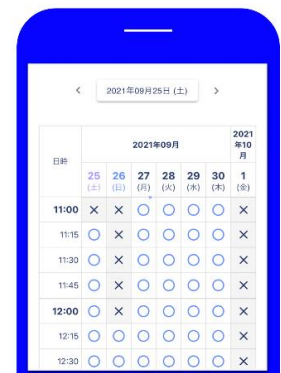 < 2021年09月25日 (土) >
日時 2021年09月 2021年10月
25 26 27 28 29 30 1
(土) (日) (月) (火) (水) (木) (金)
11:00 × × ○ ○ ○ ○ ×
11:15 ○ × ○ ○ ○ ○ ×
11:30 ○ × ○ ○ ○ ○ ×
11:45 ○ × ○ ○ ○ ○ ×
12:00 ○ × ○ ○ ○ ○ ×
12:15 ○ ○ ○ ○ ○ ○ ×
12:30 ○ ○ ○ ○ ○ ○ ×